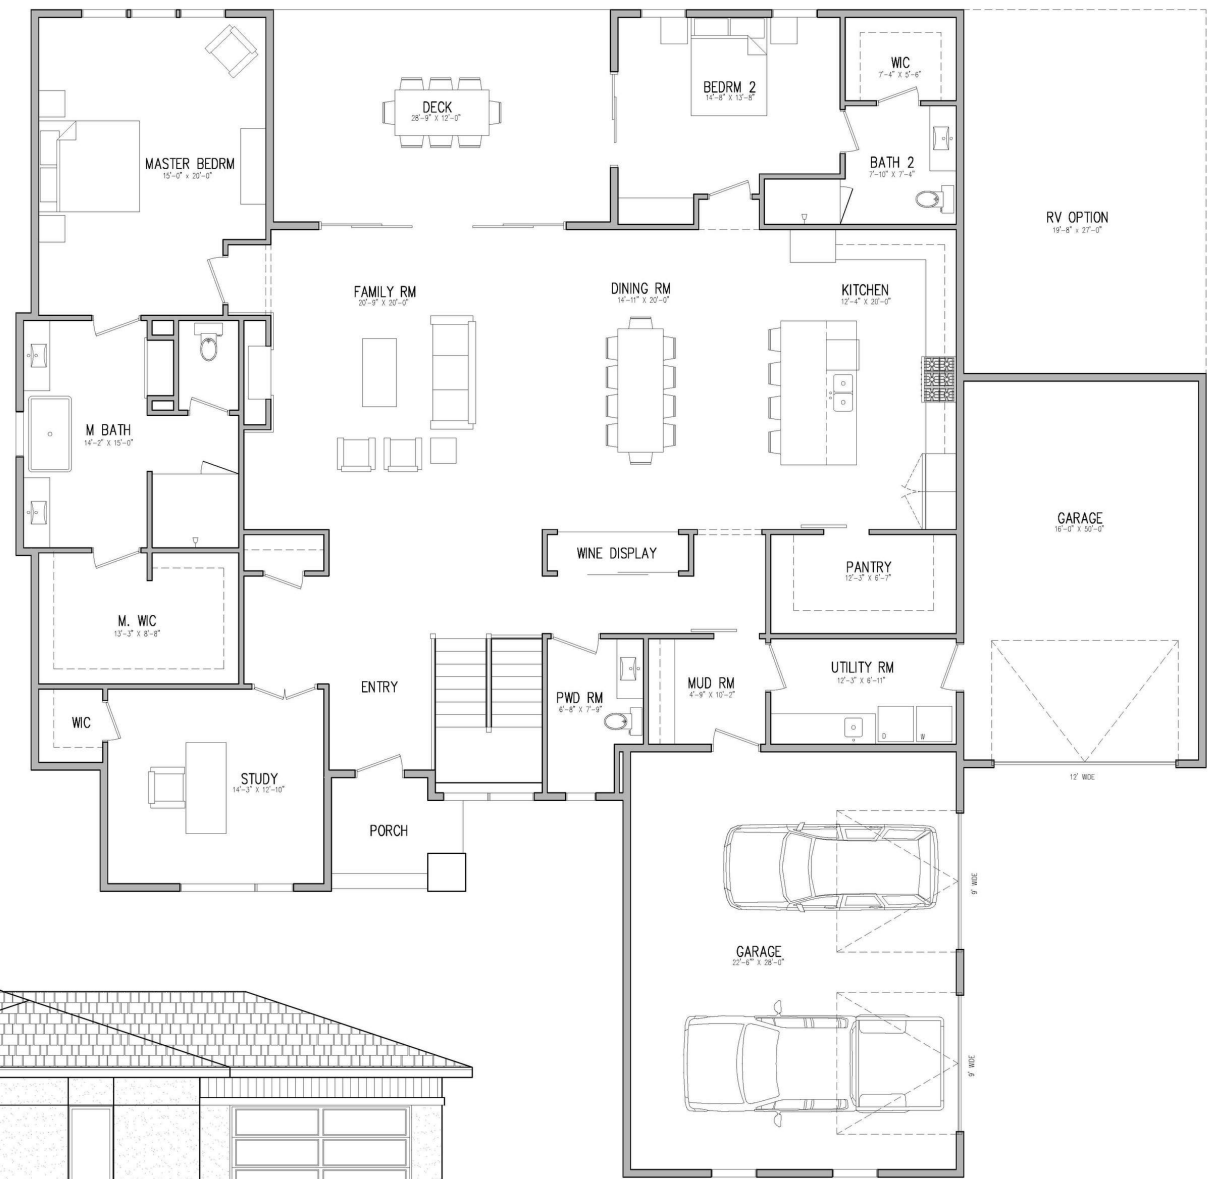 WIC
7'-4" X 5'-6"
BEDRM 2
14'-8" X 13'-8"
DECK
28'-9" X 12'-0"
MASTER BEDRM
15'-0" x 20'-0"
BATH 2
7'-10" X 7'-4"
RV OPTION
19'-8" x 27'-0"
FAMILY RM
20'-9" X 20'-0"
DINING RM
14'-11" X 20'-0"
KITCHEN
12'-4" X 20'-0"
M BATH
14'-2" X 15'-0"
GARAGE
16'-0" X 50'-0"
WINE DISPLAY
PANTRY
12'-3" X 6'-7"
M. WIC
13'-3" X 8'-8"
UTILITY RM
12'-3" X 6'-11"
ENTRY
MUD RM
4'-9" X 10'-2"
PWD RM
6'-8" X 7'-9"
WIC
D
W
STUDY
14'-3" X 12'-10"
12' WIDE
PORCH
9' WIDE
GARAGE
22'-6" X 28'-0"
9' WIDE